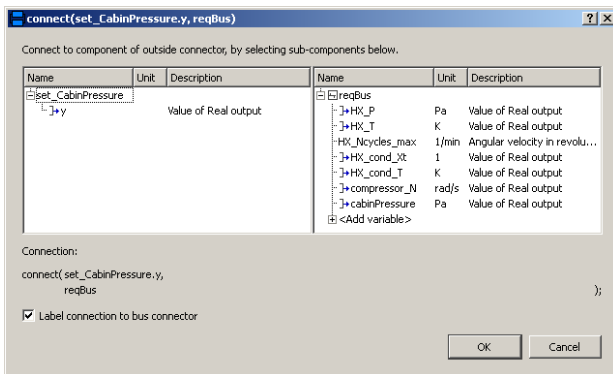 connect(set_CabinPressure.y, reqBus)
Connect to component of outside connector, by selecting sub-components below.
Name Unit Description Name Unit Description
set_CabinPressure reqBus
y Value of Real output HX_P Pa Value of Real output
HX_T K Value of Real output
HX_Ncycles_max 1/min Angular velocity in revolu...
HX_cond_Xt 1 Value of Real output
HX_cond_T K Value of Real output
compressor_N rad/s Value of Real output
cabinPressure Pa Value of Real output
<Add variable>
Connection:
connect( set_CabinPressure.y,
reqBus );
Label connection to bus connector
OK Cancel